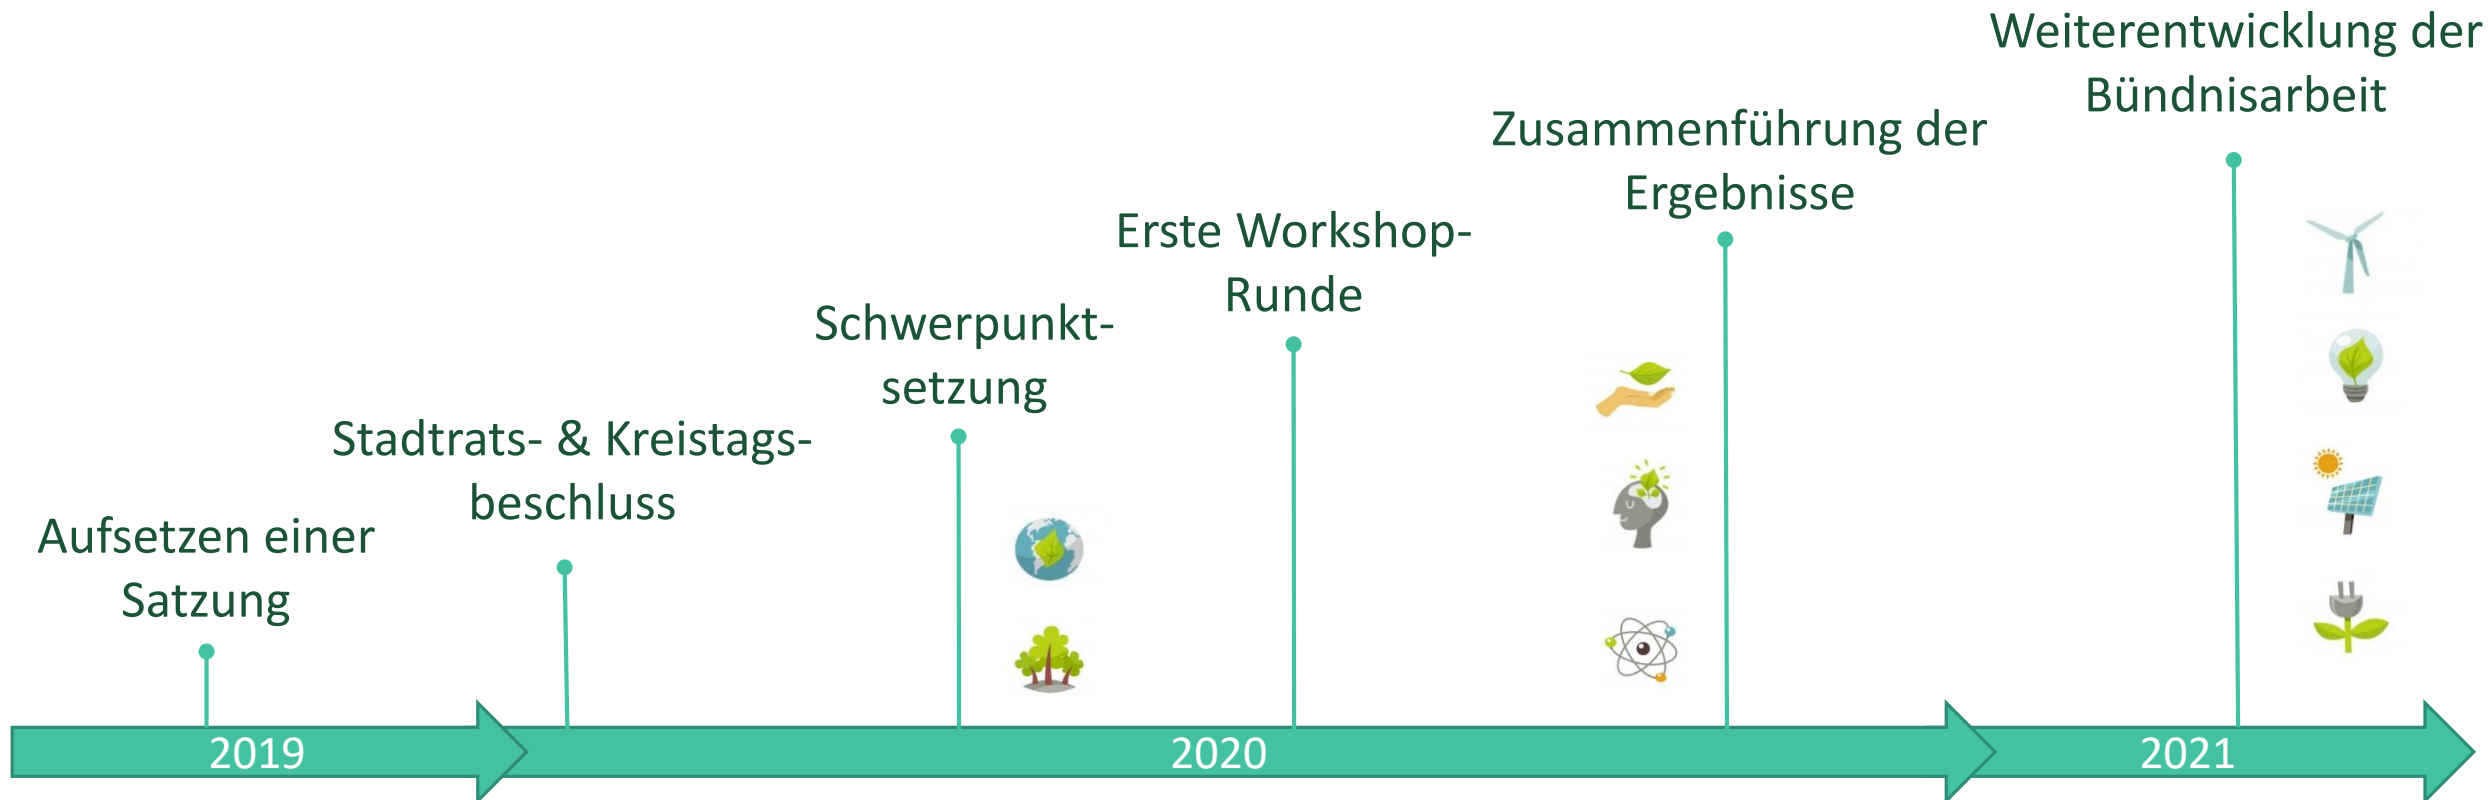 Aufsetzen einer
Satzung
Stadtrats- & Kreistags-
beschluss
Schwerpunkt-
setzung
Erste Workshop-
Runde
Zusammenführung der
Ergebnisse
Weiterentwicklung der
Bündnisarbeit
2019
2020
2021